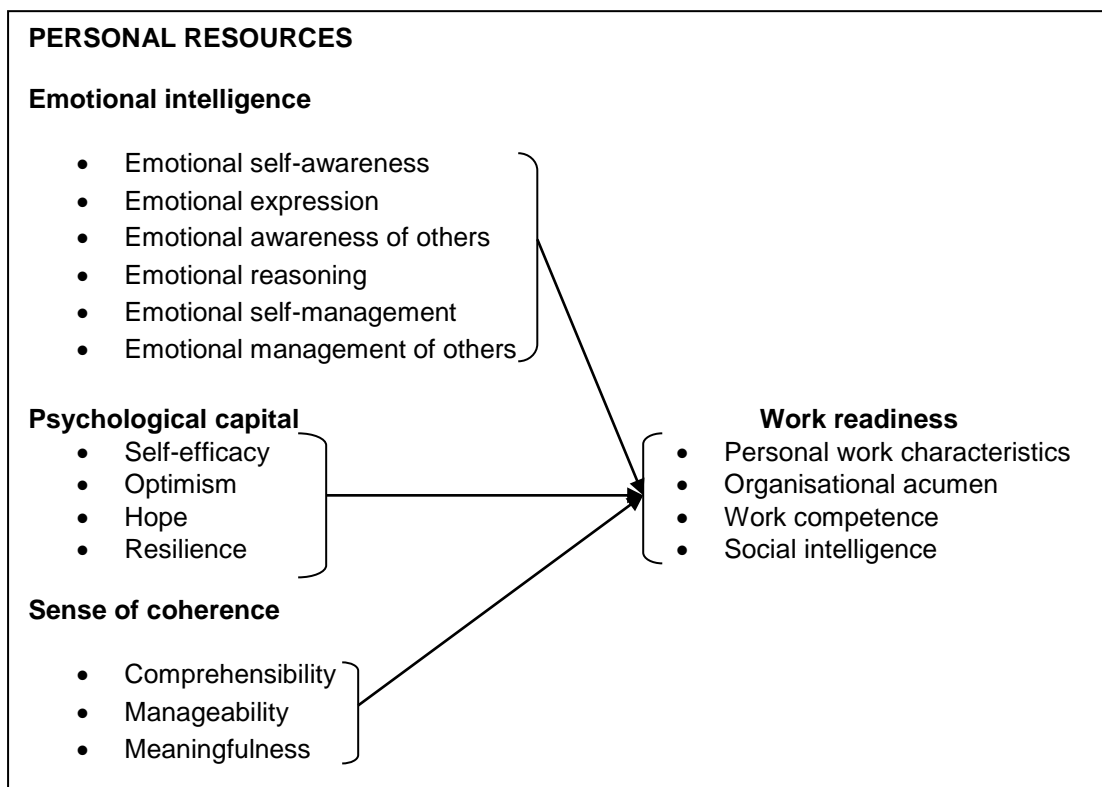 PERSONAL RESOURCES
Emotional intelligence
• Emotional self-awareness
• Emotional expression
• Emotional awareness of others
• Emotional reasoning
• Emotional self-management
• Emotional management of others
Psychological capital
• Self-efficacy
• Optimism
• Hope
• Resilience
Sense of coherence
• Comprehensibility
• Manageability
• Meaningfulness
Work readiness
• Personal work characteristics
• Organisational acumen
• Work competence
• Social intelligence